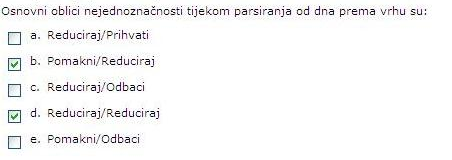 Osnovni oblici nejednoznačnosti tijekom parsiranja od dna prema vrhu su:
a. Reduciraj/Prihvati
b. Pomakni/Reduciraj
c. Reduciraj/Odbaci
d. Reduciraj/Reduciraj
e. Pomakni/Odbaci